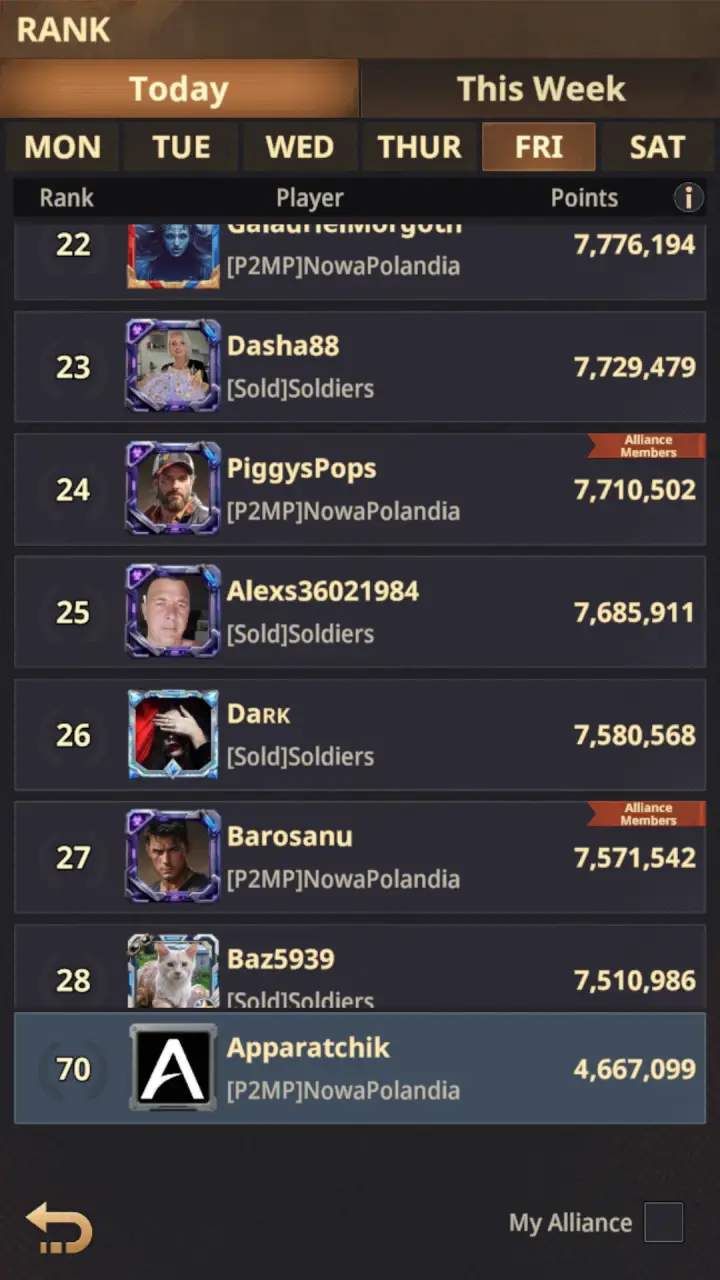 RANK
Today
This Week
MON TUE WED THUR FRI SAT
Rank Player Points i
22 GaladrielMorgoth 7,776,194
[P2MP]NowaPolandia
23 Dasha88 7,729,479
[Sold]Soldiers
Alliance
Members
24 PiggysPops 7,710,502
[P2MP]NowaPolandia
25 Alexs36021984 7,685,911
[Sold]Soldiers
26 Dark 7,580,568
[Sold]Soldiers
Alliance
Members
27 Barosanu 7,571,542
[P2MP]NowaPolandia
28 Baz5939 7,510,986
[Sold]Soldiers
70 Apparatchik 4,667,099
[P2MP]NowaPolandia
My Alliance